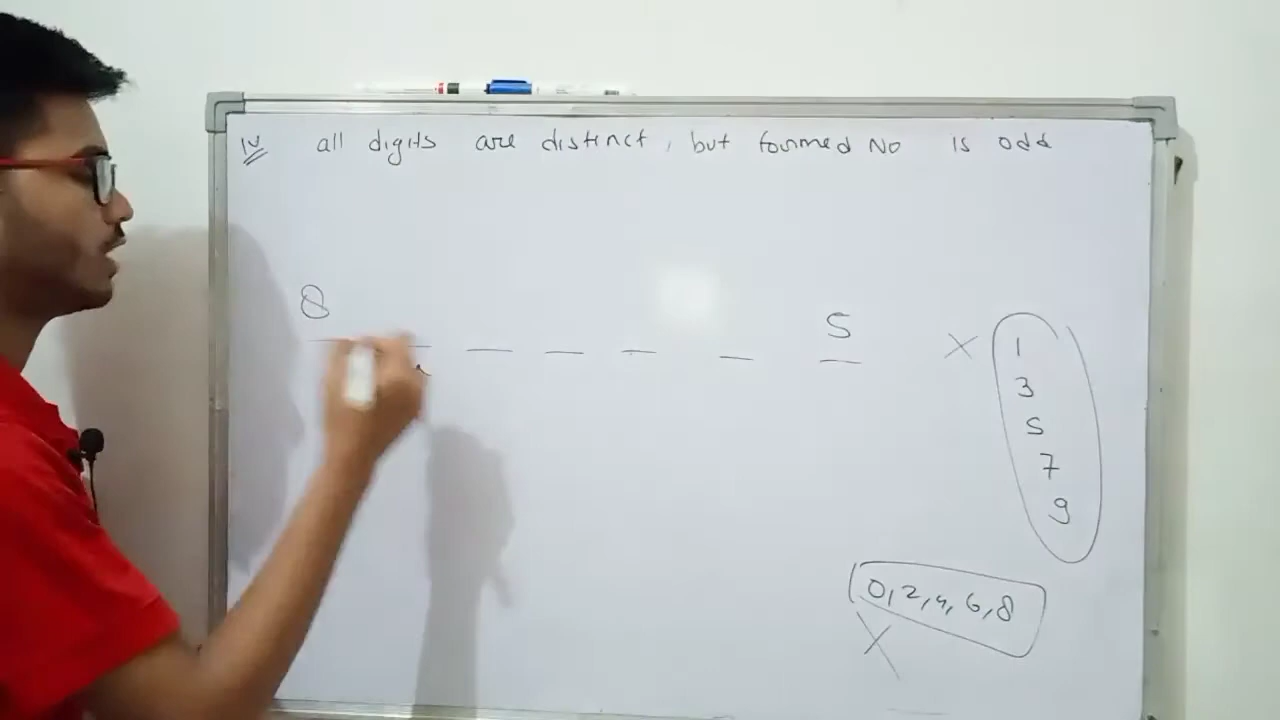 iv all digits are distinct, but formed No is odd
8
5
X 1
3
5
7
9
0, 2, 4, 6, 8
X